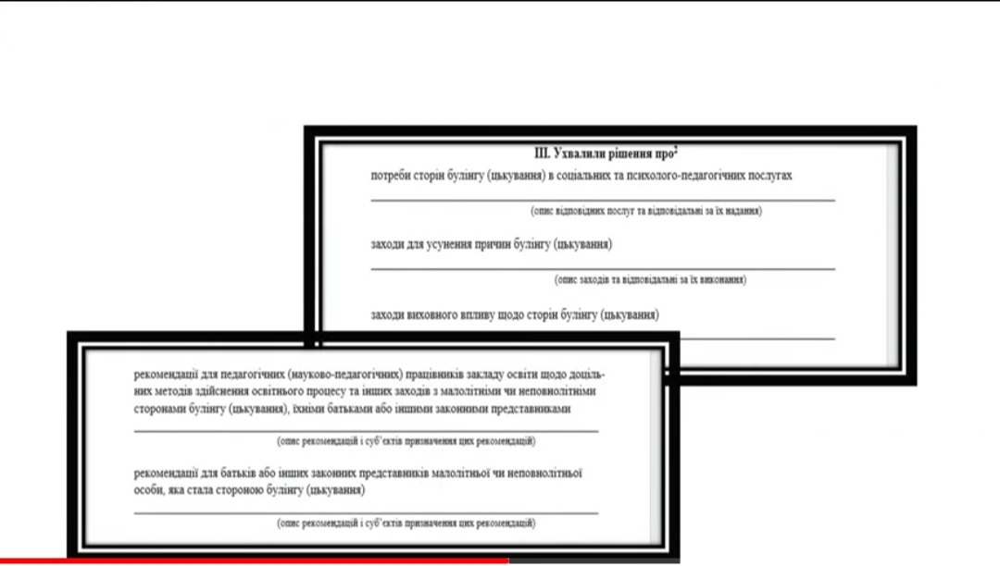 III. Ухвалили рішення про²
потреби сторін булінгу (цькування) в соціальних та психолого-педагогічних послугах
(опис відповідних послуг та відповідальні за їх надання)
заходи для усунення причин булінгу (цькування)
(опис заходів та відповідальні за їх виконання)
заходи виховного впливу щодо сторін булінгу (цькування)
рекомендації для педагогічних (науково-педагогічних) працівників закладу освіти щодо доціль-
них методів здійснення освітнього процесу та інших заходів з малолітніми чи неповнолітніми
сторонами булінгу (цькування), їхніми батьками або іншими законними представниками
(опис рекомендацій і суб'єктів призначення цих рекомендацій)
рекомендації для батьків або інших законних представників малолітньої чи неповнолітньої
особи, яка стала стороною булінгу (цькування)
(опис рекомендацій і суб'єктів призначення цих рекомендацій)